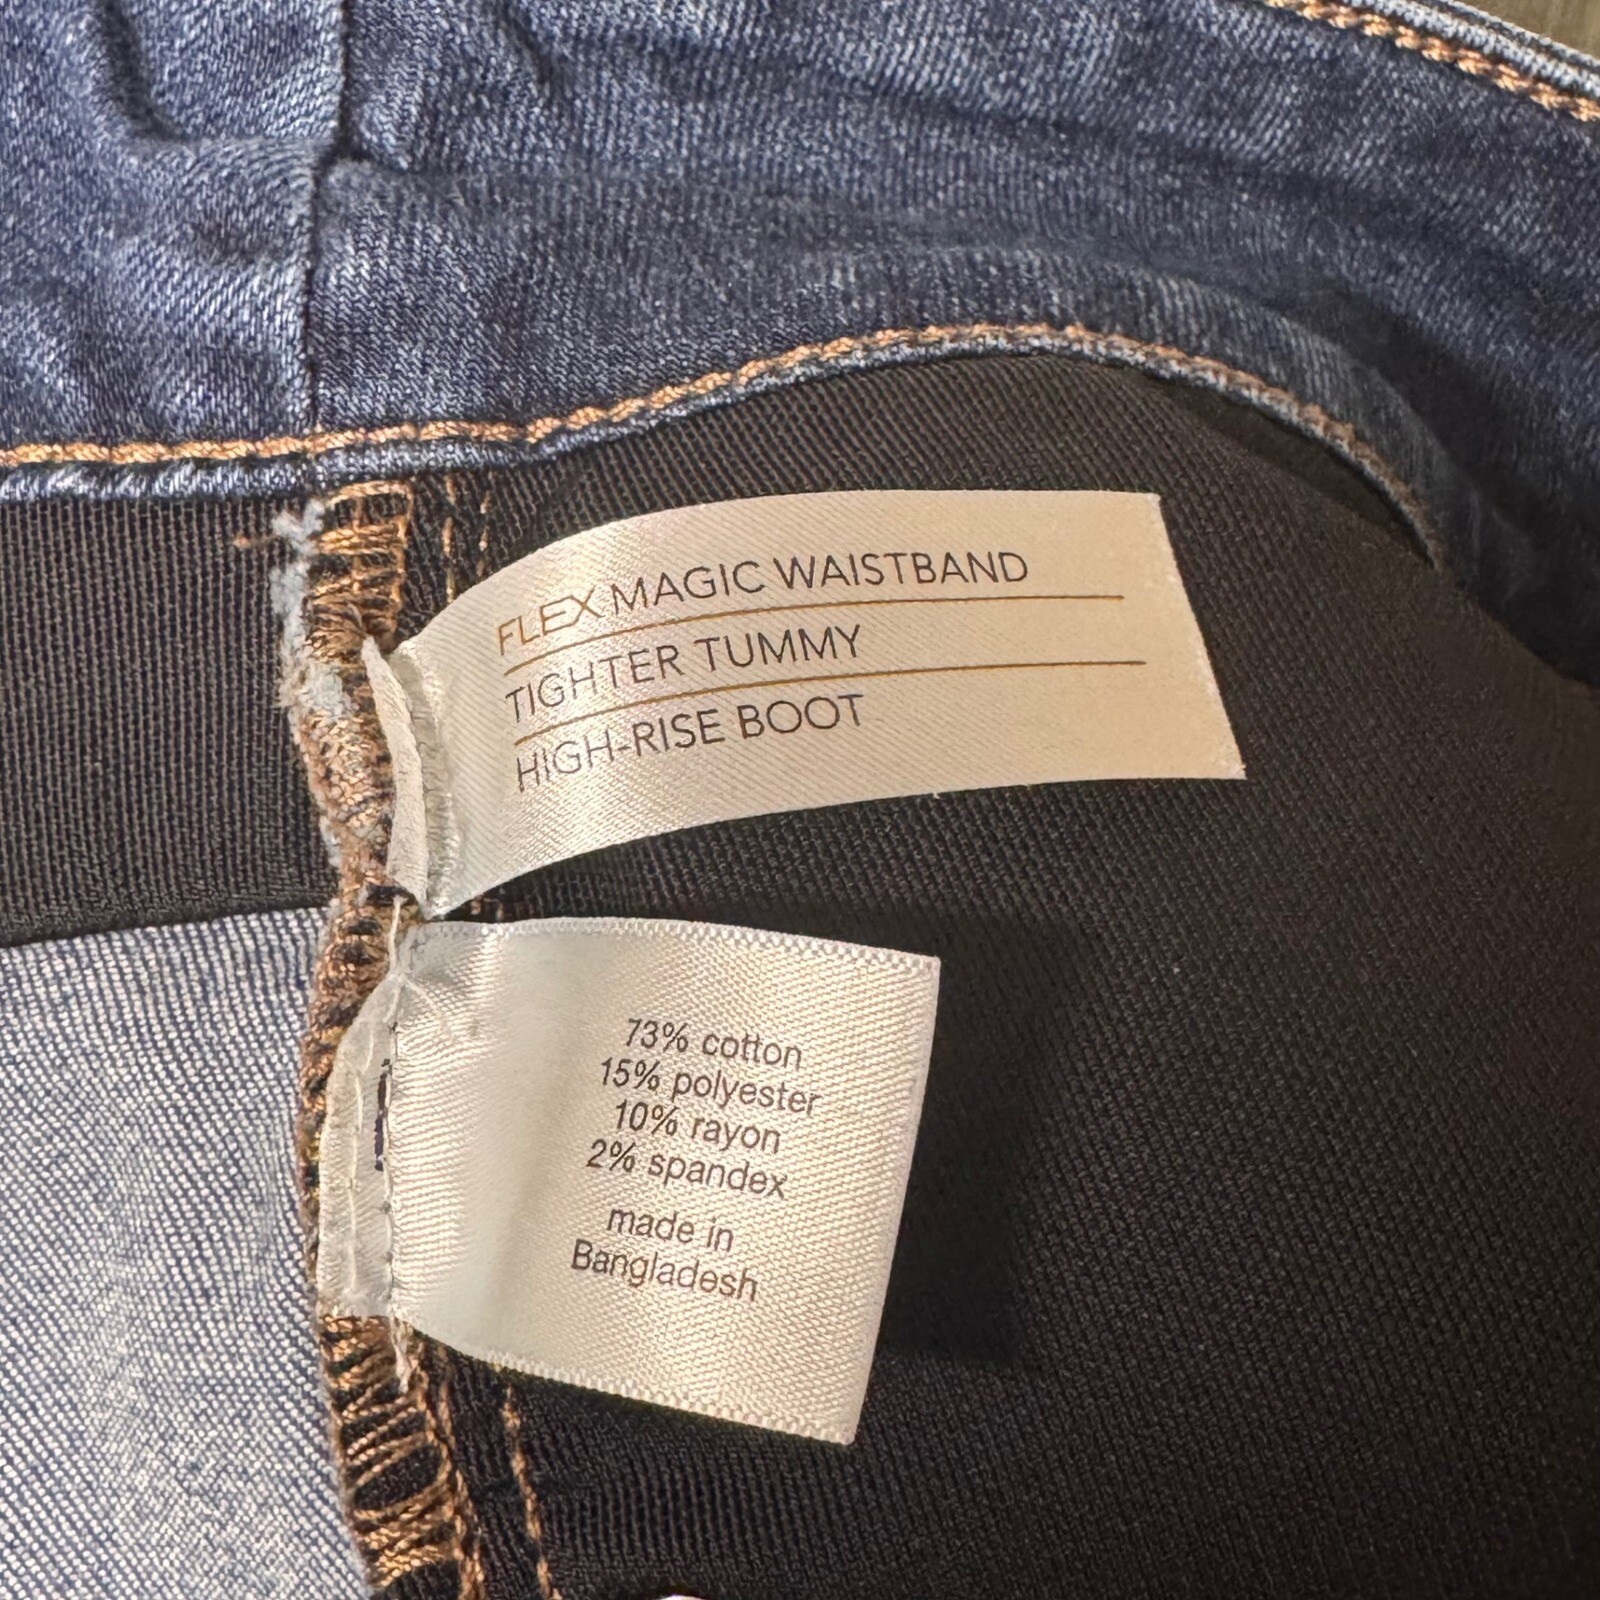 FLEX MAGIC WAISTBAND
TIGHTER TUMMY
HIGH-RISE BOOT
73% cotton
15% polyester
10% rayon
2% spandex
made in
Bangladesh